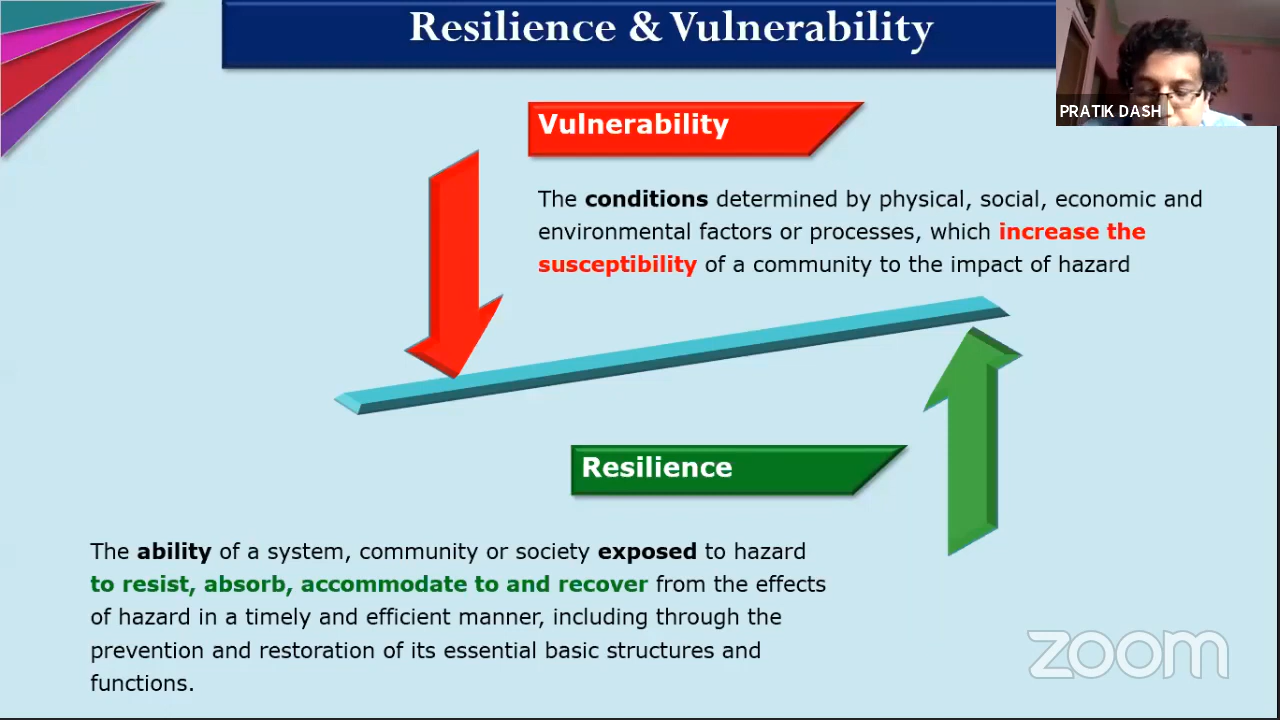 Resilience & Vulnerability
PRATIK DASH
Vulnerability
The conditions determined by physical, social, economic and
environmental factors or processes, which increase the
susceptibility of a community to the impact of hazard
Resilience
The ability of a system, community or society exposed to hazard
to resist, absorb, accommodate to and recover from the effects
of hazard in a timely and efficient manner, including through the
prevention and restoration of its essential basic structures and
functions.
zoom